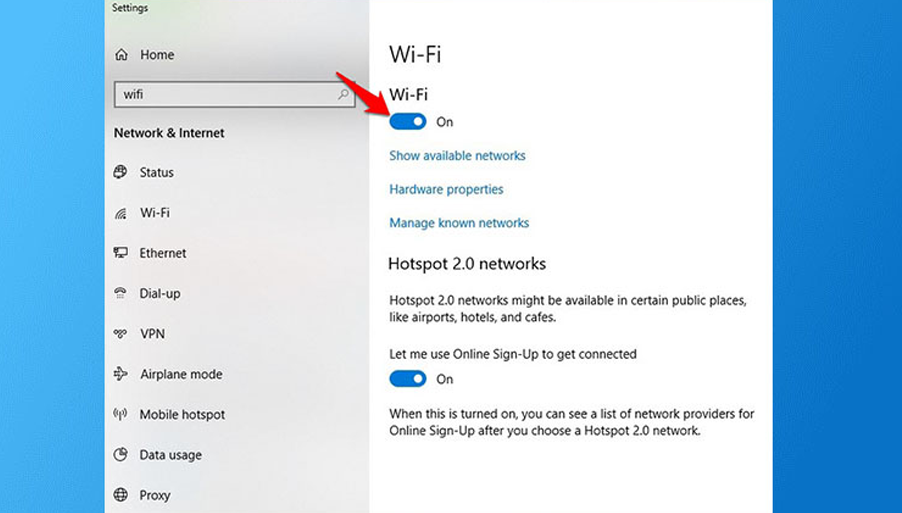 Settings
Home
wifi
Network & Internet
Status
Wi-Fi
Ethernet
Dial-up
VPN
Airplane mode
Mobile hotspot
Data usage
Proxy
Wi-Fi
Wi-Fi
On
Show available networks
Hardware properties
Manage known networks
Hotspot 2.0 networks
Hotspot 2.0 networks might be available in certain public places,
like airports, hotels, and cafes.
Let me use Online Sign-Up to get connected
On
When this is turned on, you can see a list of network providers for
Online Sign-Up after you choose a Hotspot 2.0 network.